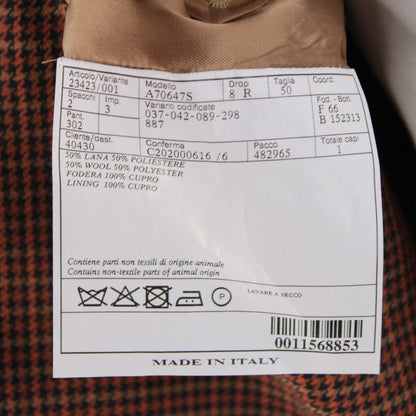 Articolo/Variante Modello Drop Taglia Coord.
23423/001 A70647S 8 R 50
Spacchi Imp. Varianti codificate Fod. - Bott.
2 3 037-042-089-298 F 66
Part. 887 B 152313
302
Cliente/dest. Conferma Pacco Totale capi
40430 C202000616 /6 482965 1
50% LANA 50% POLIESTERE
50% WOOL 50% POLYESTER
FODERA 100% CUPRO
LINING 100% CUPRO
Contiene parti non tessili di origine animale
Contains non-textile parts of animal origin
P LAVARE A SECCO
0011568853
MADE IN ITALY